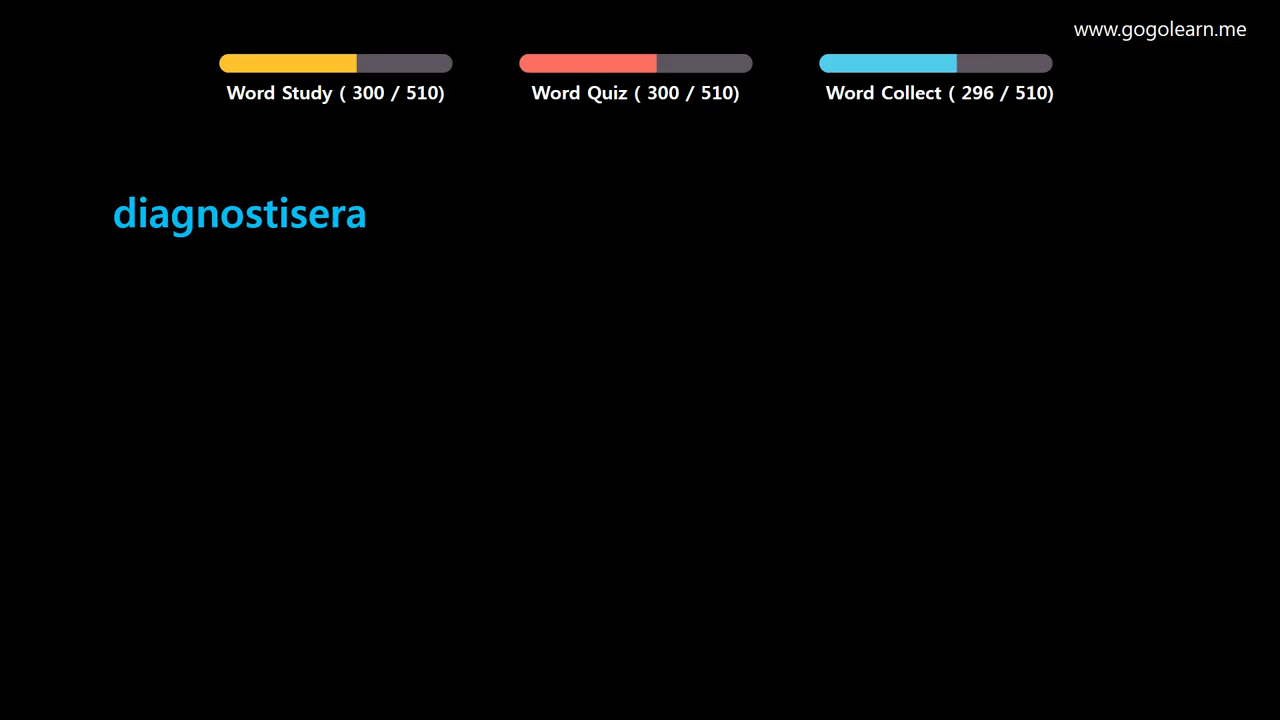 www.gogolearn.me
Word Study ( 300 / 510)
Word Quiz ( 300 / 510)
Word Collect ( 296 / 510)
diagnostisera